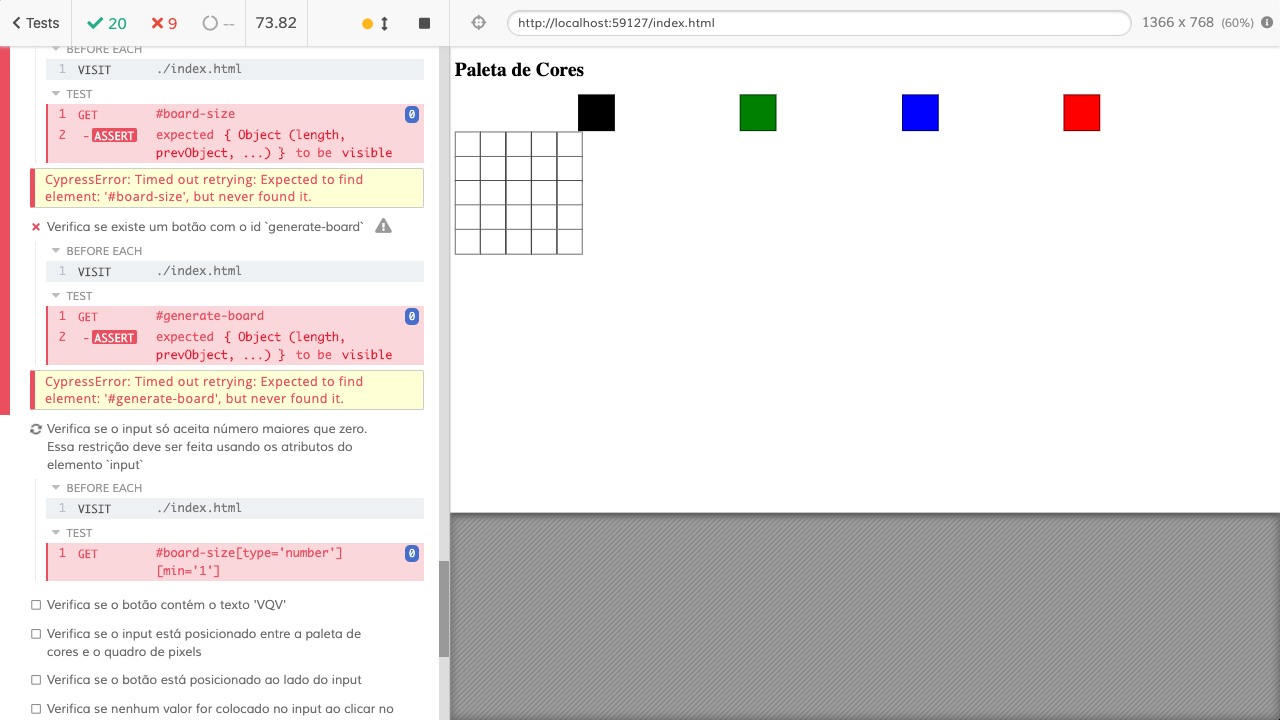 Tests 20 9 -- 73.82 http://localhost:59127/index.html 1366 x 768 (60%)
BEFORE EACH
1 VISIT ./index.html
TEST
1 GET #board-size 0
2 -ASSERT expected { Object (length,
prevObject, ...) } to be visible
CypressError: Timed out retrying: Expected to find
element: '#board-size', but never found it.
Verifica se existe um botão com o id `generate-board`
BEFORE EACH
1 VISIT ./index.html
TEST
1 GET #generate-board 0
2 -ASSERT expected { Object (length,
prevObject, ...) } to be visible
CypressError: Timed out retrying: Expected to find
element: '#generate-board', but never found it.
Verifica se o input só aceita número maiores que zero.
Essa restrição deve ser feita usando os atributos do
elemento `input`
BEFORE EACH
1 VISIT ./index.html
TEST
1 GET #board-size[type='number'] 0
[min='1']
Verifica se o botão contém o texto 'VQV'
Verifica se o input está posicionado entre a paleta de
cores e o quadro de pixels
Verifica se o botão está posicionado ao lado do input
Verifica se nenhum valor for colocado no input ao clicar no
Paleta de Cores